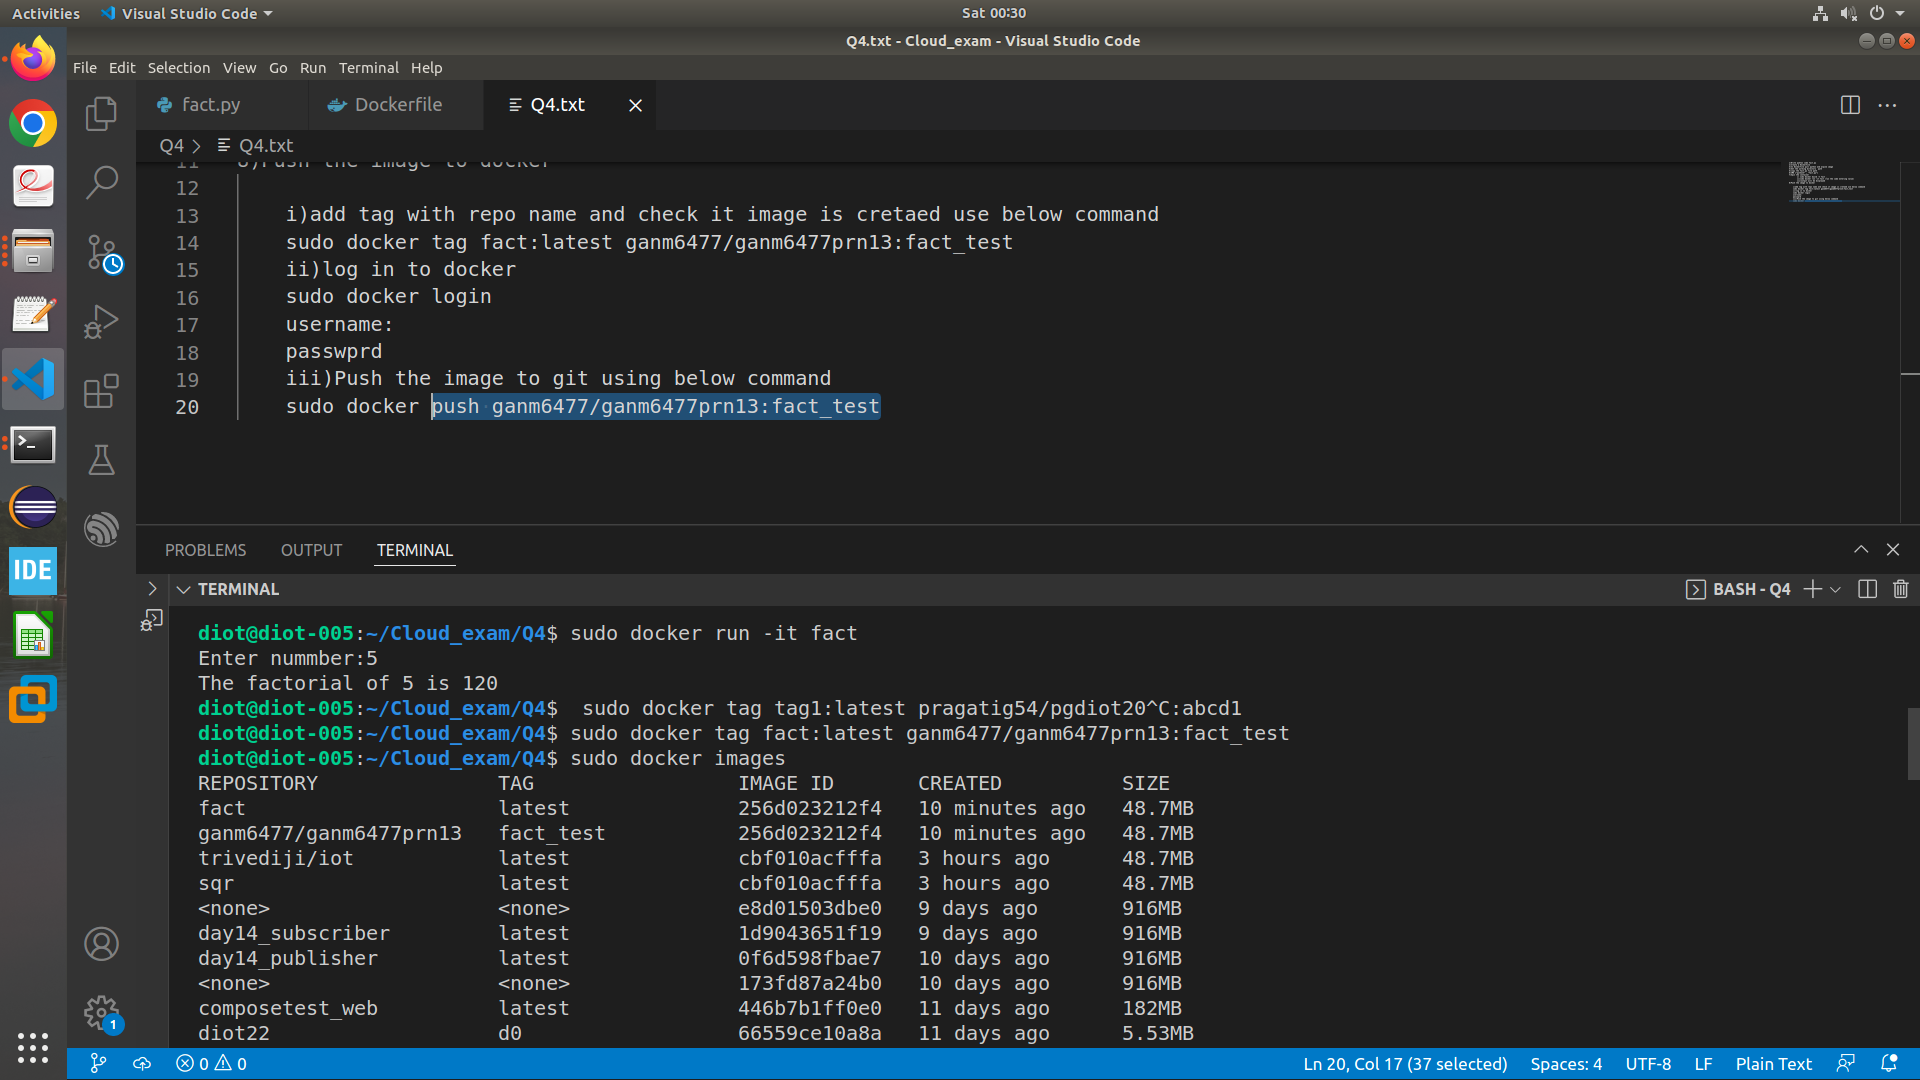 Activities Visual Studio Code Sat 00:30
Q4.txt - Cloud_exam - Visual Studio Code
File Edit Selection View Go Run Terminal Help
fact.py Dockerfile Q4.txt
Q4 Q4.txt
11 8)Push the image to docker
12
13 i)add tag with repo name and check it image is cretaed use below command
14 sudo docker tag fact:latest ganm6477/ganm6477prn13:fact_test
15 ii)log in to docker
16 sudo docker login
17 username:
18 passwprd
19 iii)Push the image to git using below command
20 sudo docker push ganm6477/ganm6477prn13:fact_test
PROBLEMS OUTPUT TERMINAL
TERMINAL BASH - Q4
IDE
diot@diot-005:~/Cloud_exam/Q4$ sudo docker run -it fact
Enter nummber:5
The factorial of 5 is 120
diot@diot-005:~/Cloud_exam/Q4$  sudo docker tag tag1:latest pragatig54/pgdiot20^C:abcd1
diot@diot-005:~/Cloud_exam/Q4$ sudo docker tag fact:latest ganm6477/ganm6477prn13:fact_test
diot@diot-005:~/Cloud_exam/Q4$ sudo docker images
REPOSITORY TAG IMAGE ID CREATED SIZE
fact latest 256d023212f4 10 minutes ago 48.7MB
ganm6477/ganm6477prn13 fact_test 256d023212f4 10 minutes ago 48.7MB
trivediji/iot latest cbf010acfffa 3 hours ago 48.7MB
sqr latest cbf010acfffa 3 hours ago 48.7MB
<none> <none> e8d01503dbe0 9 days ago 916MB
day14_subscriber latest 1d9043651f19 9 days ago 916MB
day14_publisher latest 0f6d598fbae7 10 days ago 916MB
<none> <none> 173fd87a24b0 10 days ago 916MB
composetest_web latest 446b7b1ff0e0 11 days ago 182MB
diot22 d0 66559ce10a8a 11 days ago 5.53MB
1
0 0 Ln 20, Col 17 (37 selected) Spaces: 4 UTF-8 LF Plain Text